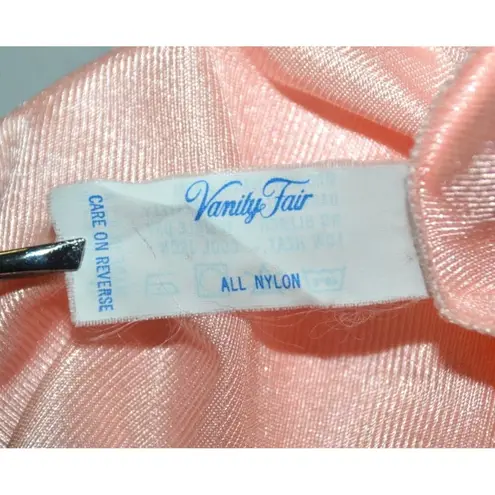 Vanity Fair
ALL NYLON
CARE ON REVERSE